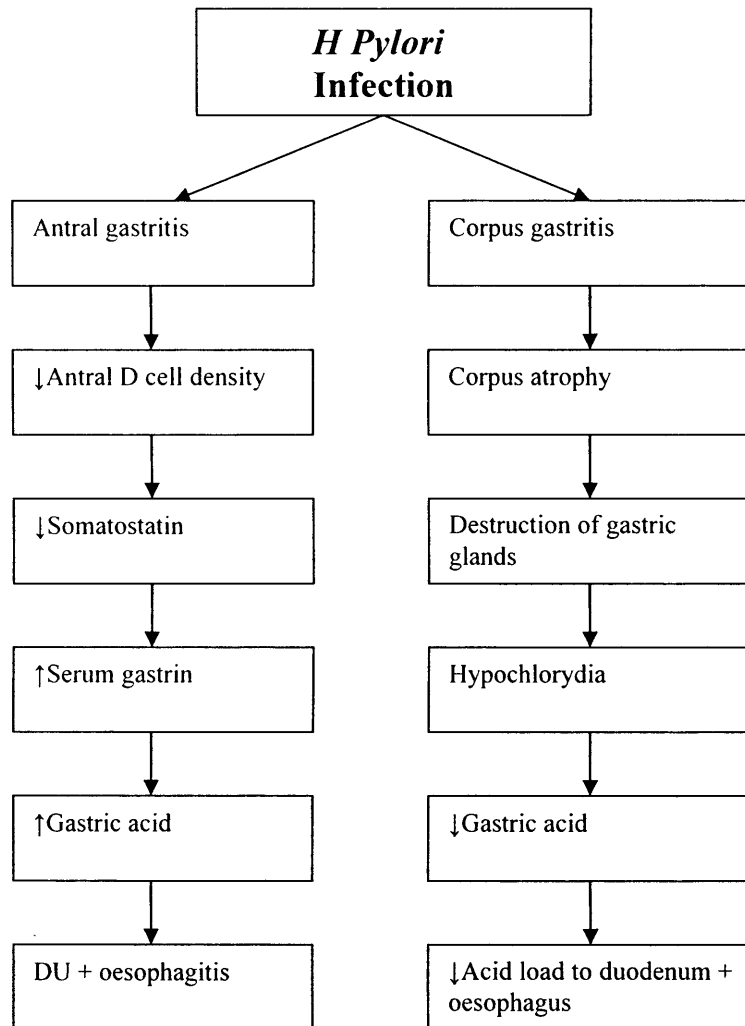 H Pylori
Infection
Antral gastritis
Corpus gastritis
↓Antral D cell density
Corpus atrophy
↓Somatostatin
Destruction of gastric
glands
↑Serum gastrin
Hypochlorydia
↑Gastric acid
↓Gastric acid
DU + oesophagitis
↓Acid load to duodenum +
oesophagus